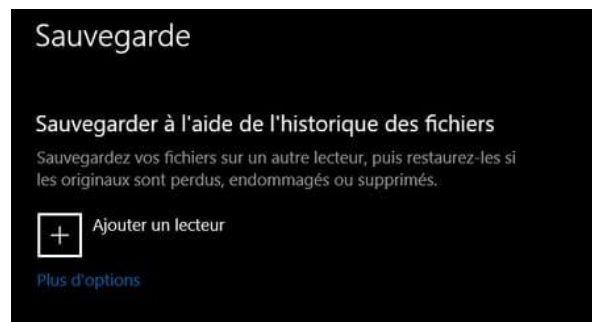 Sauvegarde
Sauvegarder à l'aide de l'historique des fichiers
Sauvegardez vos fichiers sur un autre lecteur, puis restaurez-les si
les originaux sont perdus, endommagés ou supprimés.
Ajouter un lecteur
Plus d'options